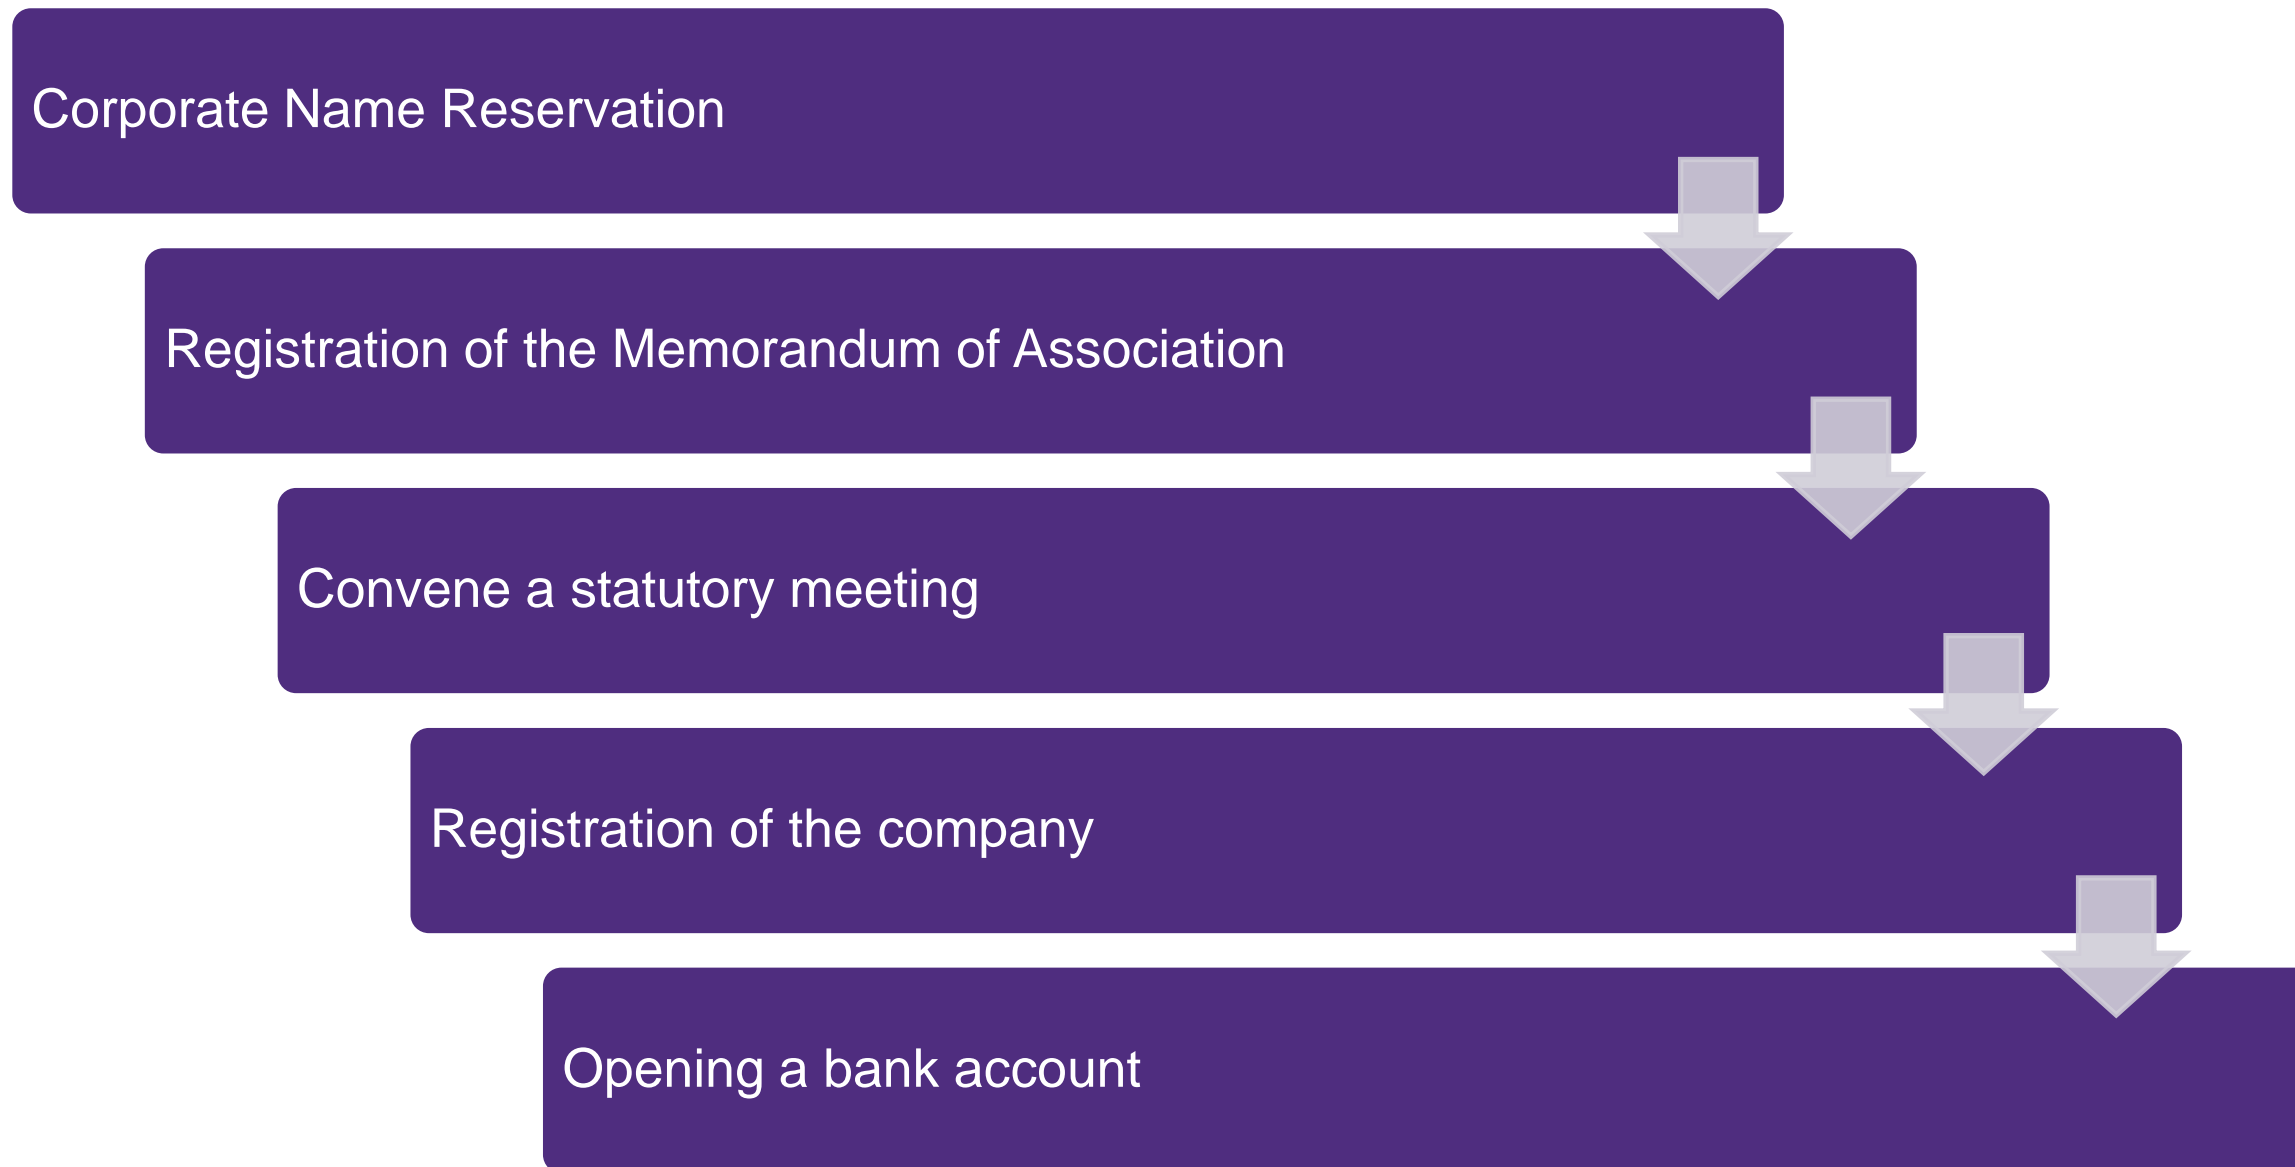 Corporate Name Reservation
Registration of the Memorandum of Association
Convene a statutory meeting
Registration of the company
Opening a bank account